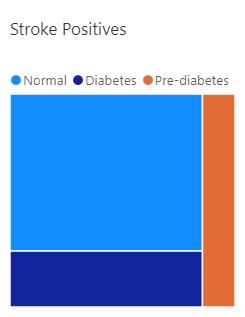 Stroke Positives
Normal Diabetes Pre-diabetes